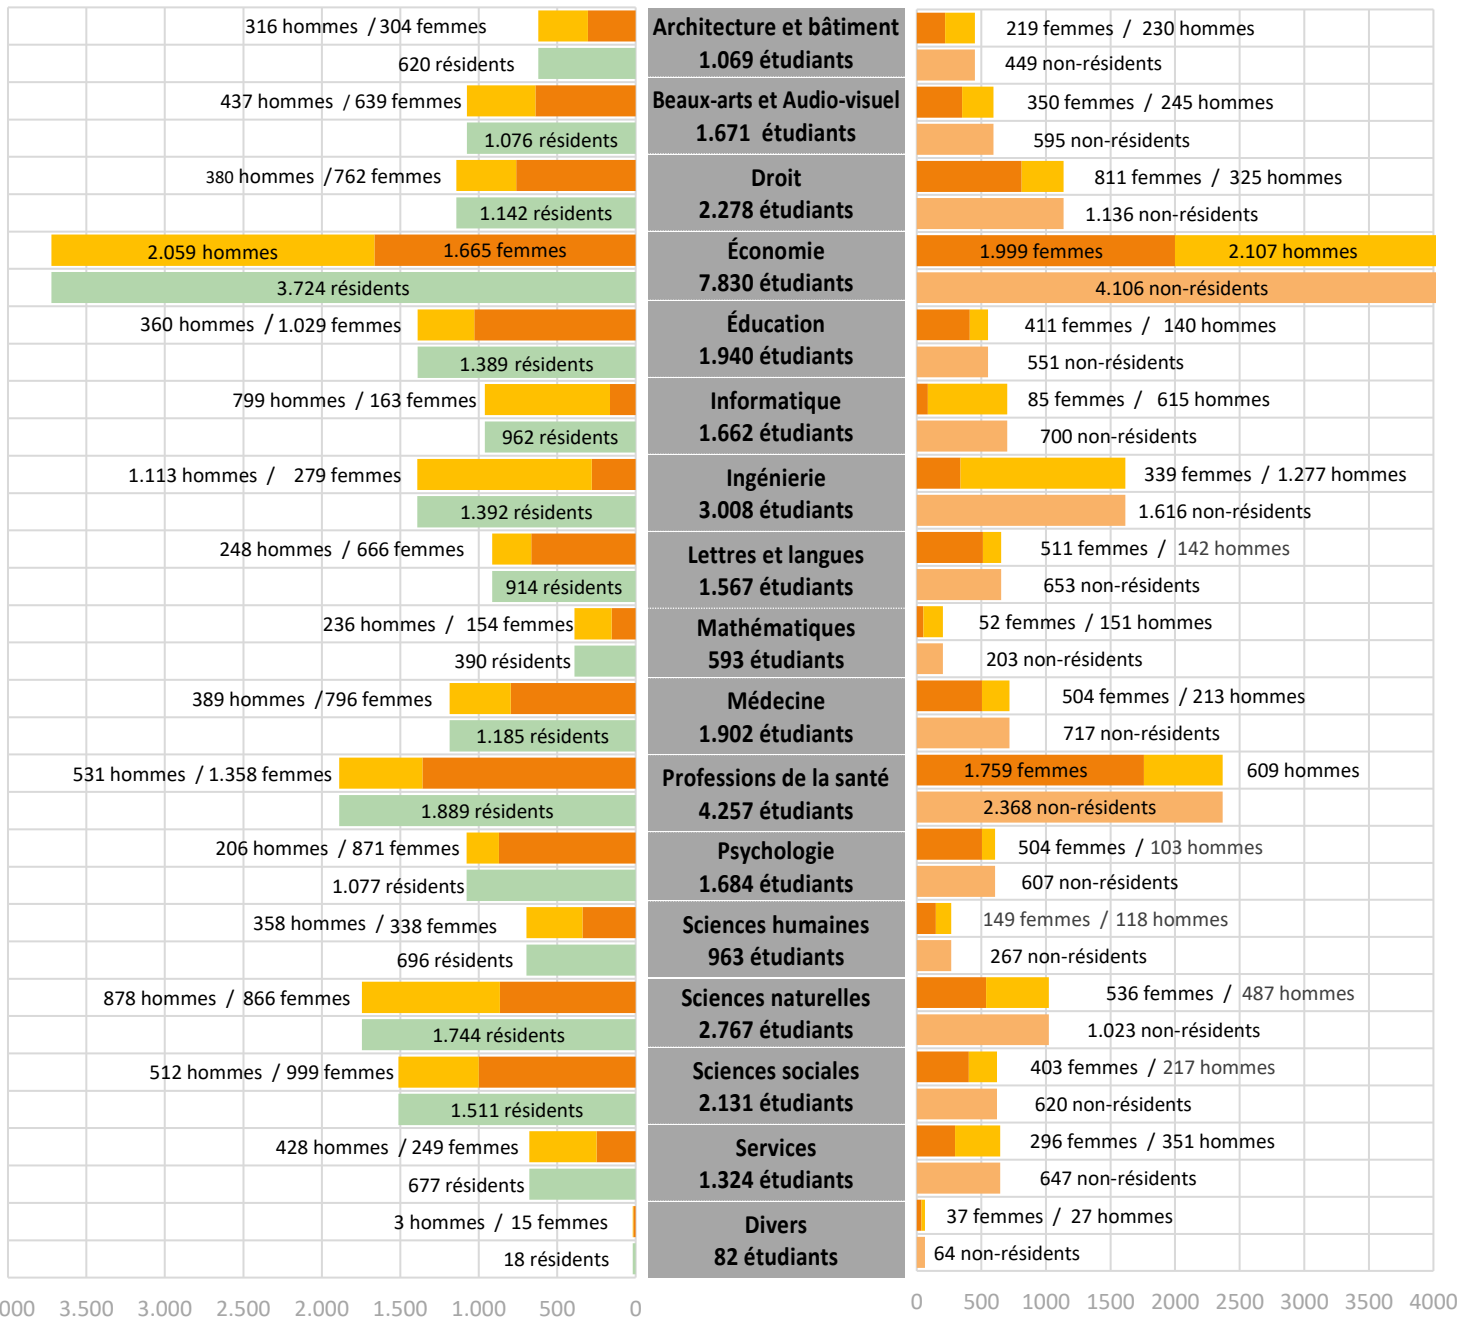 316 hommes / 304 femmes
620 résidents
Architecture et bâtiment
1.069 étudiants
219 femmes / 230 hommes
449 non-résidents
437 hommes / 639 femmes
1.076 résidents
Beaux-arts et Audio-visuel
1.671 étudiants
350 femmes / 245 hommes
595 non-résidents
380 hommes / 762 femmes
1.142 résidents
Droit
2.278 étudiants
811 femmes / 325 hommes
1.136 non-résidents
2.059 hommes 1.665 femmes
3.724 résidents
Économie
7.830 étudiants
1.999 femmes 2.107 hommes
4.106 non-résidents
360 hommes / 1.029 femmes
1.389 résidents
Éducation
1.940 étudiants
411 femmes / 140 hommes
551 non-résidents
799 hommes / 163 femmes
962 résidents
Informatique
1.662 étudiants
85 femmes / 615 hommes
700 non-résidents
1.113 hommes / 279 femmes
1.392 résidents
Ingénierie
3.008 étudiants
339 femmes / 1.277 hommes
1.616 non-résidents
248 hommes / 666 femmes
914 résidents
Lettres et langues
1.567 étudiants
511 femmes / 142 hommes
653 non-résidents
236 hommes / 154 femmes
390 résidents
Mathématiques
593 étudiants
52 femmes / 151 hommes
203 non-résidents
389 hommes / 796 femmes
1.185 résidents
Médecine
1.902 étudiants
504 femmes / 213 hommes
717 non-résidents
531 hommes / 1.358 femmes
1.889 résidents
Professions de la santé
4.257 étudiants
1.759 femmes 609 hommes
2.368 non-résidents
206 hommes / 871 femmes
1.077 résidents
Psychologie
1.684 étudiants
504 femmes / 103 hommes
607 non-résidents
358 hommes / 338 femmes
696 résidents
Sciences humaines
963 étudiants
149 femmes / 118 hommes
267 non-résidents
878 hommes / 866 femmes
1.744 résidents
Sciences naturelles
2.767 étudiants
536 femmes / 487 hommes
1.023 non-résidents
512 hommes / 999 femmes
1.511 résidents
Sciences sociales
2.131 étudiants
403 femmes / 217 hommes
620 non-résidents
428 hommes / 249 femmes
677 résidents
Services
1.324 étudiants
296 femmes / 351 hommes
647 non-résidents
3 hommes / 15 femmes
18 résidents
Divers
82 étudiants
37 femmes / 27 hommes
64 non-résidents
000 3.500 3.000 2.500 2.000 1.500 1.000 500 0
0 500 1000 1500 2000 2500 3000 3500 4000